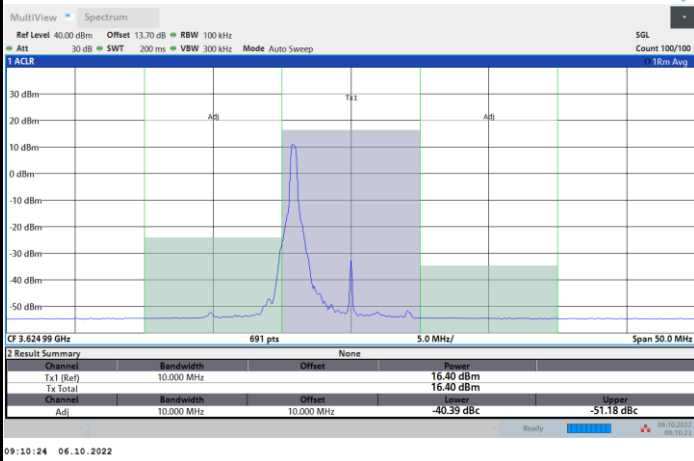 MultiView Spectrum
Ref Level 40.00 dBm Offset 13.70 dB RBW 100 kHz SGL
Att 30 dB SWT 200 ms VBW 300 kHz Mode Auto Sweep Count 100/100
1 ACLR 1Rm Avg
30 dBm
Tx1
20 dBm Adj Adj
10 dBm
0 dBm
-10 dBm
-20 dBm
-30 dBm
-40 dBm
-50 dBm
CF 3.624 99 GHz 691 pts 5.0 MHz/ Span 50.0 MHz
2 Result Summary None
Channel Bandwidth Offset Power
Tx1 (Ref) 10.000 MHz 16.40 dBm
Tx Total 16.40 dBm
Channel Bandwidth Offset Lower Upper
Adj 10.000 MHz 10.000 MHz -40.39 dBc -51.18 dBc
Ready 06.10.2022
09:10:23
09:10:24 06.10.2022